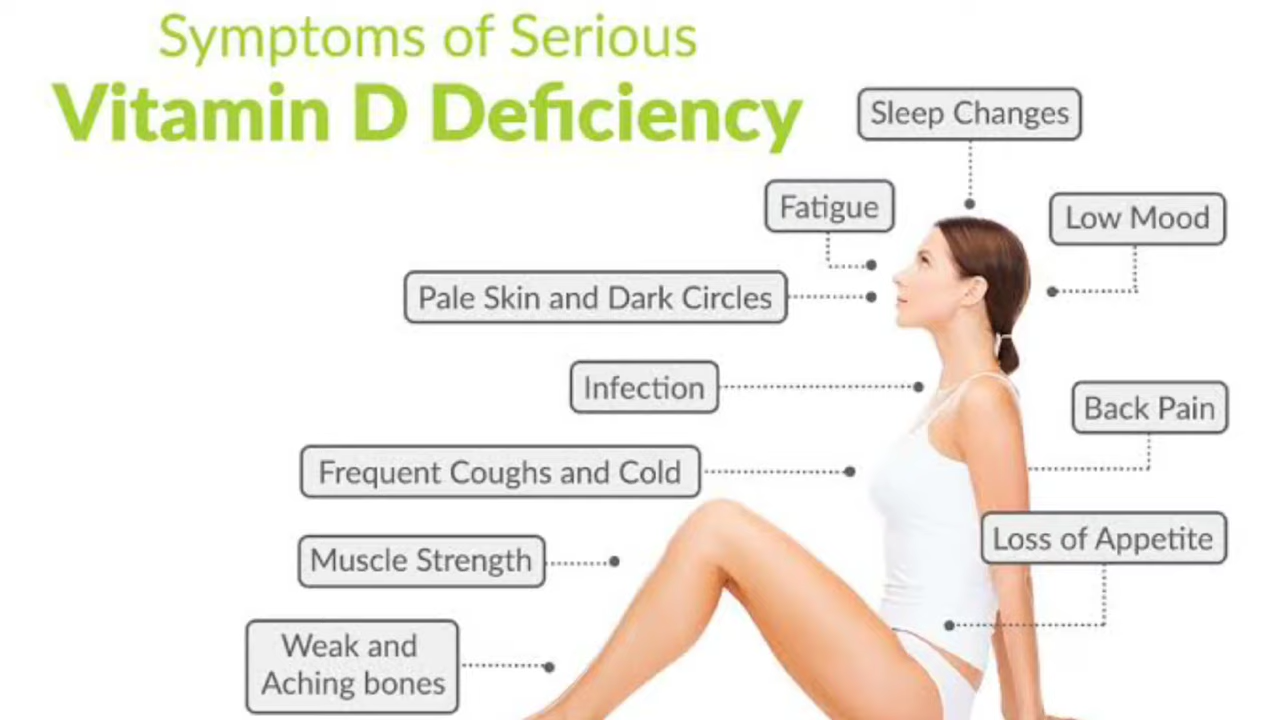 Symptoms of Serious
Vitamin D Deficiency
Sleep Changes
Fatigue
Low Mood
Pale Skin and Dark Circles
Infection
Back Pain
Frequent Coughs and Cold
Loss of Appetite
Muscle Strength
Weak and
Aching bones